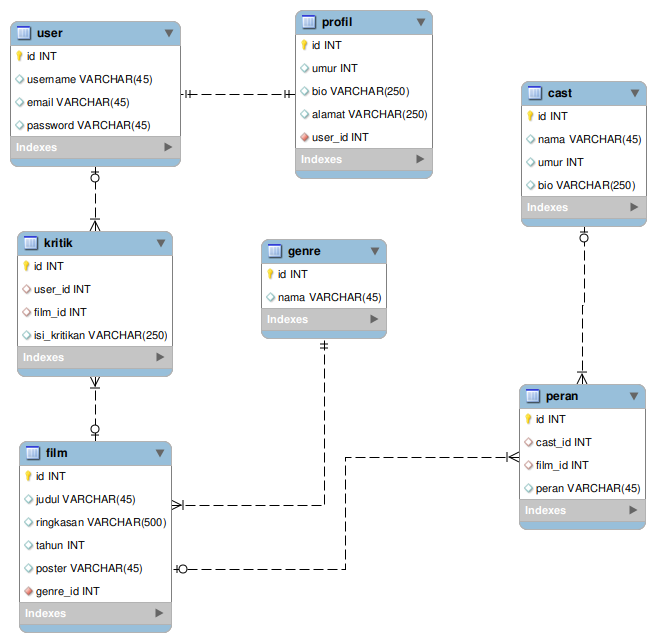 user
id INT
username VARCHAR(45)
email VARCHAR(45)
password VARCHAR(45)
Indexes
profil
id INT
umur INT
bio VARCHAR(250)
alamat VARCHAR(250)
user_id INT
Indexes
cast
id INT
nama VARCHAR(45)
umur INT
bio VARCHAR(250)
Indexes
kritik
id INT
user_id INT
film_id INT
isi_kritikan VARCHAR(250)
Indexes
genre
id INT
nama VARCHAR(45)
Indexes
film
id INT
judul VARCHAR(45)
ringkasan VARCHAR(500)
tahun INT
poster VARCHAR(45)
genre_id INT
Indexes
peran
id INT
cast_id INT
film_id INT
peran VARCHAR(45)
Indexes